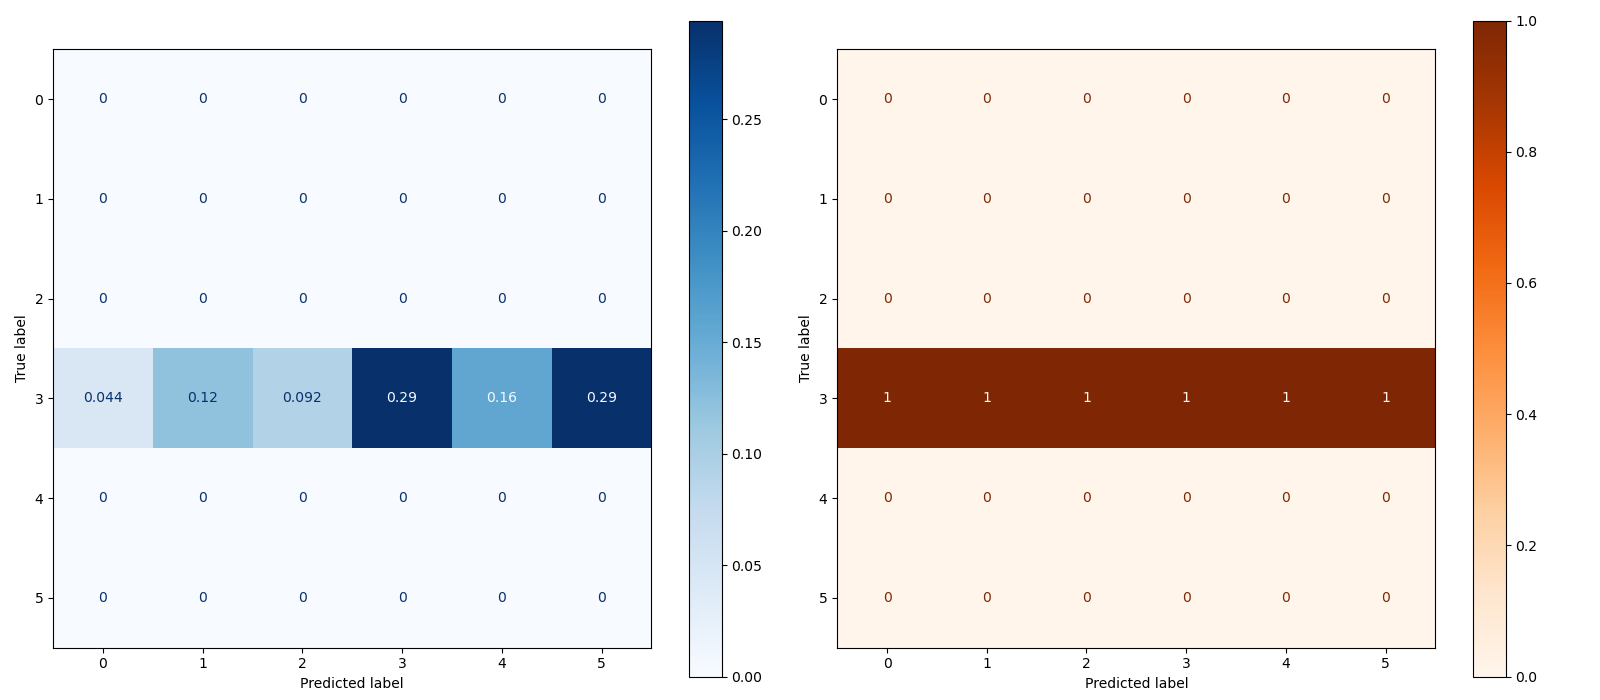 0 0 0 0 0 0 0
1 0 0 0 0 0 0
2 0 0 0 0 0 0
3 0.044 0.12 0.092 0.29 0.16 0.29
4 0 0 0 0 0 0
5 0 0 0 0 0 0
0 1 2 3 4 5
True label
Predicted label
0.25
0.20
0.15
0.10
0.05
0.00
0 0 0 0 0 0 0
1 0 0 0 0 0 0
2 0 0 0 0 0 0
3 1 1 1 1 1 1
4 0 0 0 0 0 0
5 0 0 0 0 0 0
0 1 2 3 4 5
True label
Predicted label
1.0
0.8
0.6
0.4
0.2
0.0